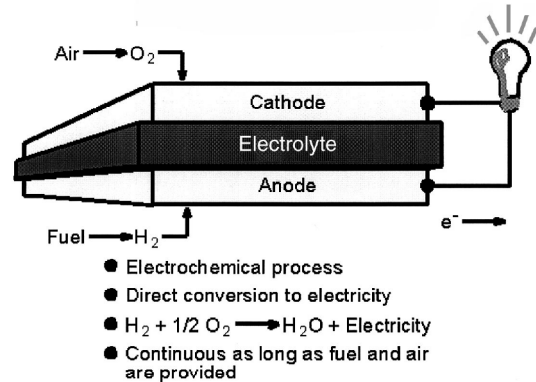 Air → O₂
Cathode
Electrolyte
Anode
e⁻ →
Fuel → H₂
● Electrochemical process
● Direct conversion to electricity
● H₂ + 1/2 O₂ → H₂O + Electricity
● Continuous as long as fuel and air
are provided